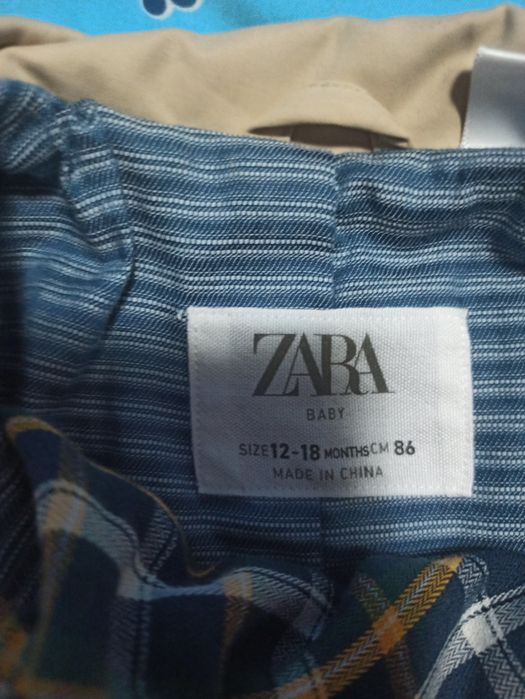 ZARA
BABY
SIZE 12-18 MONTHS CM 86
MADE IN CHINA